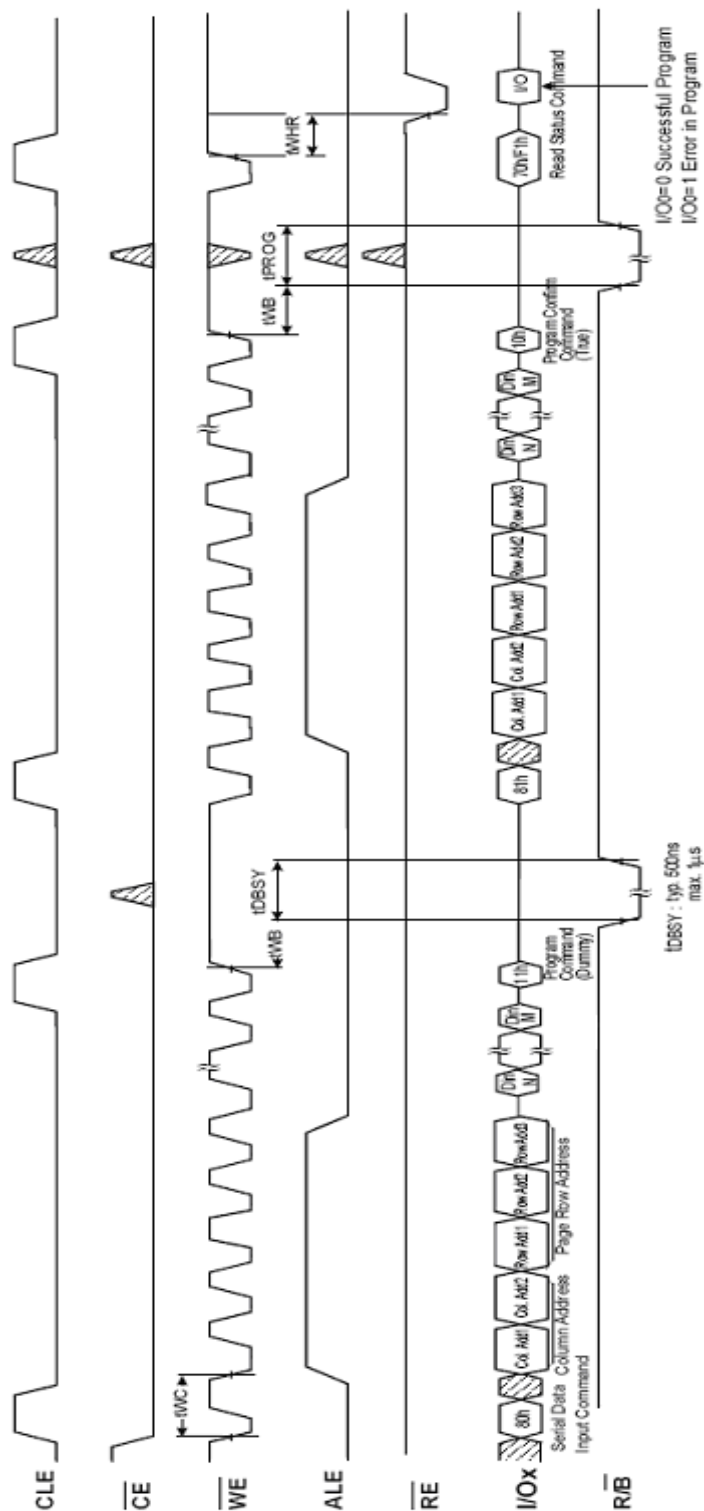 CLE
CE
WE
tWC
tWB
tDBSY
tWB
tPROG
tWHR
ALE
RE
I/Ox
80h
Col. Add1
Col. Add2
Row Add1
Row Add2
Row Add3
Din
N
Din
M
11h
81h
Col. Add1
Col. Add2
Row Add1
Row Add2
Row Add3
Din
N
Din
M
10h
70h/F1h
I/O
Serial Data
Input Command
Column Address
Page Row Address
Program
Command
(Dummy)
Program Confirm
Command
(True)
Read Status Command
R/B
tDBSY : typ. 500ns
max. 1μs
I/O0=0 Successful Program
I/O0=1 Error in Program